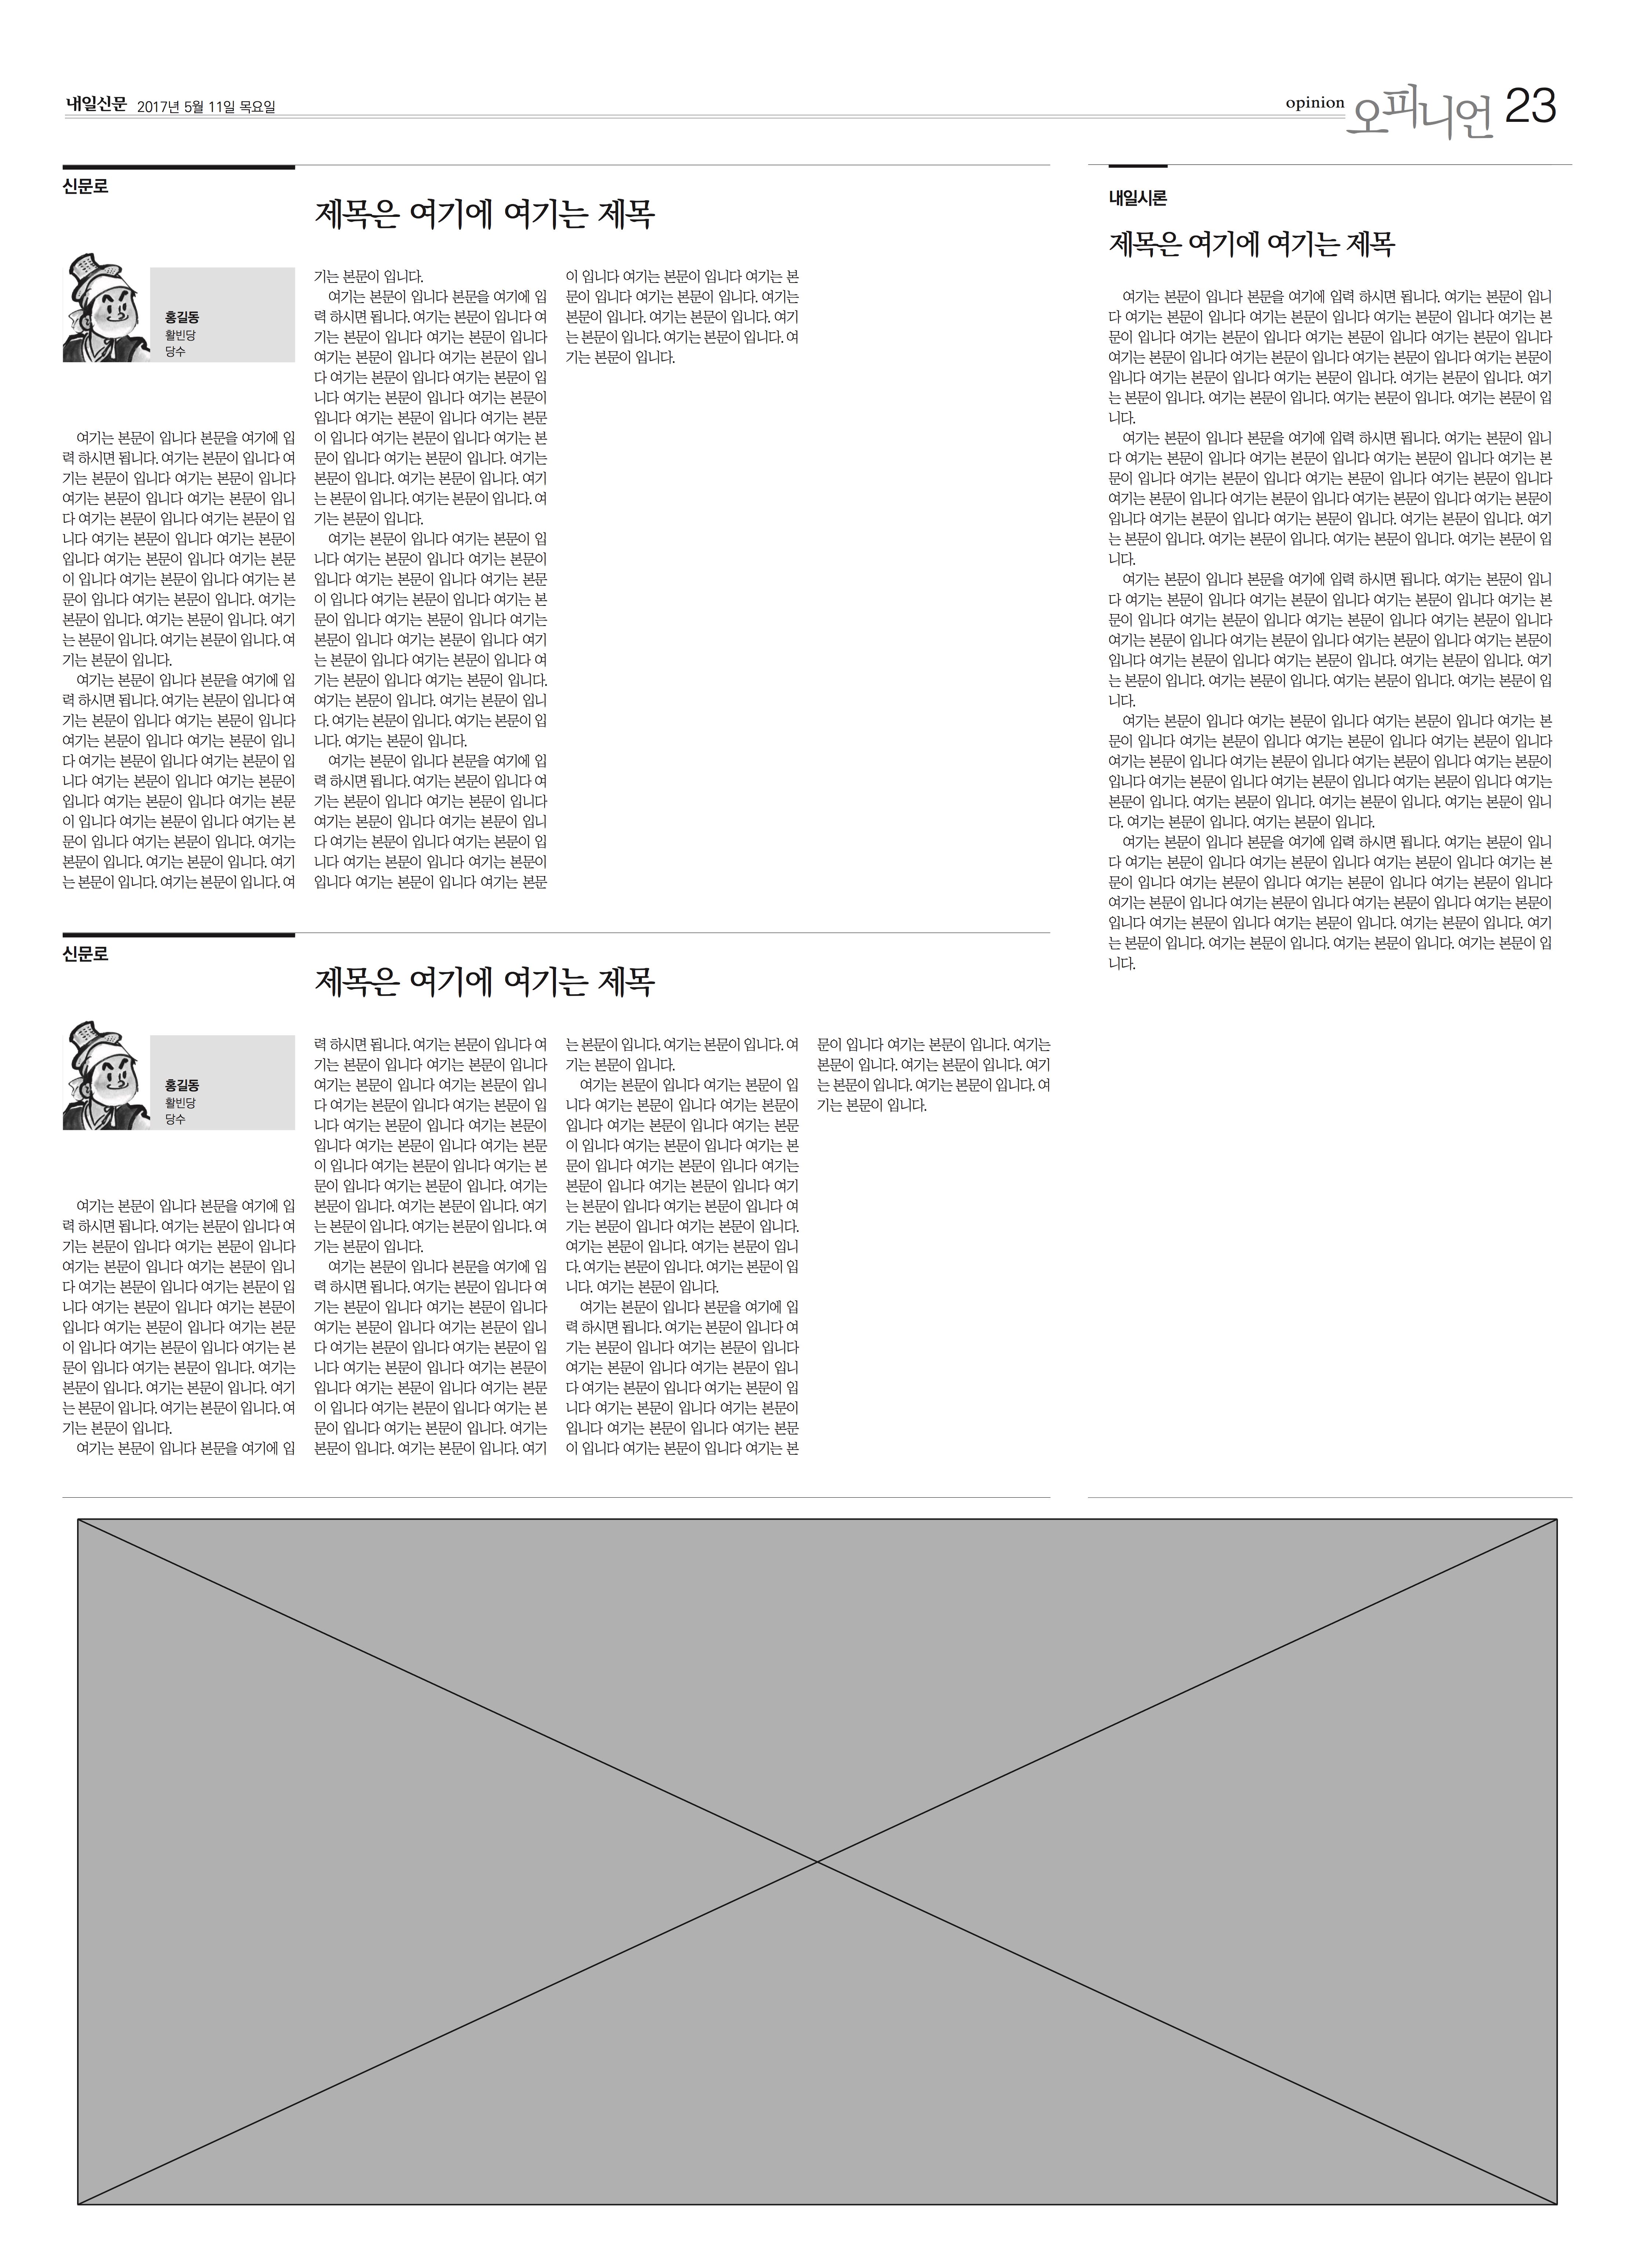 내일신문 2017년 5월 11일 목요일
opinion 오피니언 23
신문로
제목은 여기에 여기는 제목
홍길동
활빈당
당수
여기는 본문이 입니다 본문을 여기에 입
력 하시면 됩니다. 여기는 본문이 입니다 여
기는 본문이 입니다 여기는 본문이 입니다
여기는 본문이 입니다 여기는 본문이 입니
다 여기는 본문이 입니다 여기는 본문이 입
니다 여기는 본문이 입니다 여기는 본문이
입니다 여기는 본문이 입니다 여기는 본문
이 입니다 여기는 본문이 입니다 여기는 본
문이 입니다 여기는 본문이 입니다. 여기는
본문이 입니다. 여기는 본문이 입니다. 여기
는 본문이 입니다. 여기는 본문이 입니다. 여
기는 본문이 입니다.
여기는 본문이 입니다 본문을 여기에 입
력 하시면 됩니다. 여기는 본문이 입니다 여
기는 본문이 입니다 여기는 본문이 입니다
여기는 본문이 입니다 여기는 본문이 입니
다 여기는 본문이 입니다 여기는 본문이 입
니다 여기는 본문이 입니다 여기는 본문이
입니다 여기는 본문이 입니다 여기는 본문
이 입니다 여기는 본문이 입니다 여기는 본
문이 입니다 여기는 본문이 입니다. 여기는
본문이 입니다. 여기는 본문이 입니다. 여기
는 본문이 입니다. 여기는 본문이 입니다. 여
기는 본문이 입니다.
여기는 본문이 입니다 본문을 여기에 입
력 하시면 됩니다. 여기는 본문이 입니다 여
기는 본문이 입니다 여기는 본문이 입니다
여기는 본문이 입니다 여기는 본문이 입니
다 여기는 본문이 입니다 여기는 본문이 입
니다 여기는 본문이 입니다 여기는 본문이
입니다 여기는 본문이 입니다 여기는 본문
이 입니다 여기는 본문이 입니다 여기는 본
문이 입니다 여기는 본문이 입니다. 여기는
본문이 입니다. 여기는 본문이 입니다. 여기
는 본문이 입니다. 여기는 본문이 입니다. 여
기는 본문이 입니다.
여기는 본문이 입니다 여기는 본문이 입
니다 여기는 본문이 입니다 여기는 본문이
입니다 여기는 본문이 입니다 여기는 본문
이 입니다 여기는 본문이 입니다 여기는 본
문이 입니다 여기는 본문이 입니다 여기는
본문이 입니다 여기는 본문이 입니다 여기
는 본문이 입니다 여기는 본문이 입니다 여
기는 본문이 입니다 여기는 본문이 입니다.
여기는 본문이 입니다. 여기는 본문이 입니
다. 여기는 본문이 입니다. 여기는 본문이 입
니다. 여기는 본문이 입니다.
여기는 본문이 입니다 본문을 여기에 입
력 하시면 됩니다. 여기는 본문이 입니다 여
기는 본문이 입니다 여기는 본문이 입니다
여기는 본문이 입니다 여기는 본문이 입니
다 여기는 본문이 입니다 여기는 본문이 입
니다 여기는 본문이 입니다 여기는 본문이
입니다 여기는 본문이 입니다 여기는 본문
이 입니다 여기는 본문이 입니다 여기는 본
문이 입니다 여기는 본문이 입니다. 여기는
본문이 입니다. 여기는 본문이 입니다. 여기
는 본문이 입니다. 여기는 본문이 입니다. 여
기는 본문이 입니다.
신문로
제목은 여기에 여기는 제목
홍길동
활빈당
당수
여기는 본문이 입니다 본문을 여기에 입
력 하시면 됩니다. 여기는 본문이 입니다 여
기는 본문이 입니다 여기는 본문이 입니다
여기는 본문이 입니다 여기는 본문이 입니
다 여기는 본문이 입니다 여기는 본문이 입
니다 여기는 본문이 입니다 여기는 본문이
입니다 여기는 본문이 입니다 여기는 본문
이 입니다 여기는 본문이 입니다 여기는 본
문이 입니다 여기는 본문이 입니다. 여기는
본문이 입니다. 여기는 본문이 입니다. 여기
는 본문이 입니다. 여기는 본문이 입니다. 여
기는 본문이 입니다.
여기는 본문이 입니다 본문을 여기에 입
력 하시면 됩니다. 여기는 본문이 입니다 여
기는 본문이 입니다 여기는 본문이 입니다
여기는 본문이 입니다 여기는 본문이 입니
다 여기는 본문이 입니다 여기는 본문이 입
니다 여기는 본문이 입니다 여기는 본문이
입니다 여기는 본문이 입니다 여기는 본문
이 입니다 여기는 본문이 입니다 여기는 본
문이 입니다 여기는 본문이 입니다. 여기는
본문이 입니다. 여기는 본문이 입니다. 여기
는 본문이 입니다. 여기는 본문이 입니다. 여
기는 본문이 입니다.
여기는 본문이 입니다 본문을 여기에 입
력 하시면 됩니다. 여기는 본문이 입니다 여
기는 본문이 입니다 여기는 본문이 입니다
여기는 본문이 입니다 여기는 본문이 입니
다 여기는 본문이 입니다 여기는 본문이 입
니다 여기는 본문이 입니다 여기는 본문이
입니다 여기는 본문이 입니다 여기는 본문
이 입니다 여기는 본문이 입니다 여기는 본
문이 입니다 여기는 본문이 입니다. 여기는
본문이 입니다. 여기는 본문이 입니다. 여기
는 본문이 입니다. 여기는 본문이 입니다. 여
기는 본문이 입니다.
여기는 본문이 입니다 여기는 본문이 입
니다 여기는 본문이 입니다 여기는 본문이
입니다 여기는 본문이 입니다 여기는 본문
이 입니다 여기는 본문이 입니다 여기는 본
문이 입니다 여기는 본문이 입니다 여기는
본문이 입니다 여기는 본문이 입니다 여기
는 본문이 입니다 여기는 본문이 입니다 여
기는 본문이 입니다 여기는 본문이 입니다.
여기는 본문이 입니다. 여기는 본문이 입니
다. 여기는 본문이 입니다. 여기는 본문이 입
니다. 여기는 본문이 입니다.
여기는 본문이 입니다 본문을 여기에 입
력 하시면 됩니다. 여기는 본문이 입니다 여
기는 본문이 입니다 여기는 본문이 입니다
여기는 본문이 입니다 여기는 본문이 입니
다 여기는 본문이 입니다 여기는 본문이 입
니다 여기는 본문이 입니다 여기는 본문이
입니다 여기는 본문이 입니다 여기는 본문
이 입니다 여기는 본문이 입니다 여기는 본
문이 입니다 여기는 본문이 입니다. 여기는
본문이 입니다. 여기는 본문이 입니다. 여기
는 본문이 입니다. 여기는 본문이 입니다. 여
기는 본문이 입니다.
내일시론
제목은 여기에 여기는 제목
여기는 본문이 입니다 본문을 여기에 입력 하시면 됩니다. 여기는 본문이 입니
다 여기는 본문이 입니다 여기는 본문이 입니다 여기는 본문이 입니다 여기는 본
문이 입니다 여기는 본문이 입니다 여기는 본문이 입니다 여기는 본문이 입니다
여기는 본문이 입니다 여기는 본문이 입니다 여기는 본문이 입니다 여기는 본문이
입니다 여기는 본문이 입니다 여기는 본문이 입니다. 여기는 본문이 입니다. 여기
는 본문이 입니다. 여기는 본문이 입니다. 여기는 본문이 입니다. 여기는 본문이 입
니다.
여기는 본문이 입니다 본문을 여기에 입력 하시면 됩니다. 여기는 본문이 입니
다 여기는 본문이 입니다 여기는 본문이 입니다 여기는 본문이 입니다 여기는 본
문이 입니다 여기는 본문이 입니다 여기는 본문이 입니다 여기는 본문이 입니다
여기는 본문이 입니다 여기는 본문이 입니다 여기는 본문이 입니다 여기는 본문이
입니다 여기는 본문이 입니다 여기는 본문이 입니다. 여기는 본문이 입니다. 여기
는 본문이 입니다. 여기는 본문이 입니다. 여기는 본문이 입니다. 여기는 본문이 입
니다.
여기는 본문이 입니다 본문을 여기에 입력 하시면 됩니다. 여기는 본문이 입니
다 여기는 본문이 입니다 여기는 본문이 입니다 여기는 본문이 입니다 여기는 본
문이 입니다 여기는 본문이 입니다 여기는 본문이 입니다 여기는 본문이 입니다
여기는 본문이 입니다 여기는 본문이 입니다 여기는 본문이 입니다 여기는 본문이
입니다 여기는 본문이 입니다 여기는 본문이 입니다. 여기는 본문이 입니다. 여기
는 본문이 입니다. 여기는 본문이 입니다. 여기는 본문이 입니다. 여기는 본문이 입
니다.
여기는 본문이 입니다 여기는 본문이 입니다 여기는 본문이 입니다 여기는 본
문이 입니다 여기는 본문이 입니다 여기는 본문이 입니다 여기는 본문이 입니다
여기는 본문이 입니다 여기는 본문이 입니다 여기는 본문이 입니다 여기는 본문이
입니다 여기는 본문이 입니다 여기는 본문이 입니다 여기는 본문이 입니다 여기는
본문이 입니다. 여기는 본문이 입니다. 여기는 본문이 입니다. 여기는 본문이 입니
다. 여기는 본문이 입니다. 여기는 본문이 입니다.
여기는 본문이 입니다 본문을 여기에 입력 하시면 됩니다. 여기는 본문이 입니
다 여기는 본문이 입니다 여기는 본문이 입니다 여기는 본문이 입니다 여기는 본
문이 입니다 여기는 본문이 입니다 여기는 본문이 입니다 여기는 본문이 입니다
여기는 본문이 입니다 여기는 본문이 입니다 여기는 본문이 입니다 여기는 본문이
입니다 여기는 본문이 입니다 여기는 본문이 입니다. 여기는 본문이 입니다. 여기
는 본문이 입니다. 여기는 본문이 입니다. 여기는 본문이 입니다. 여기는 본문이 입
니다.